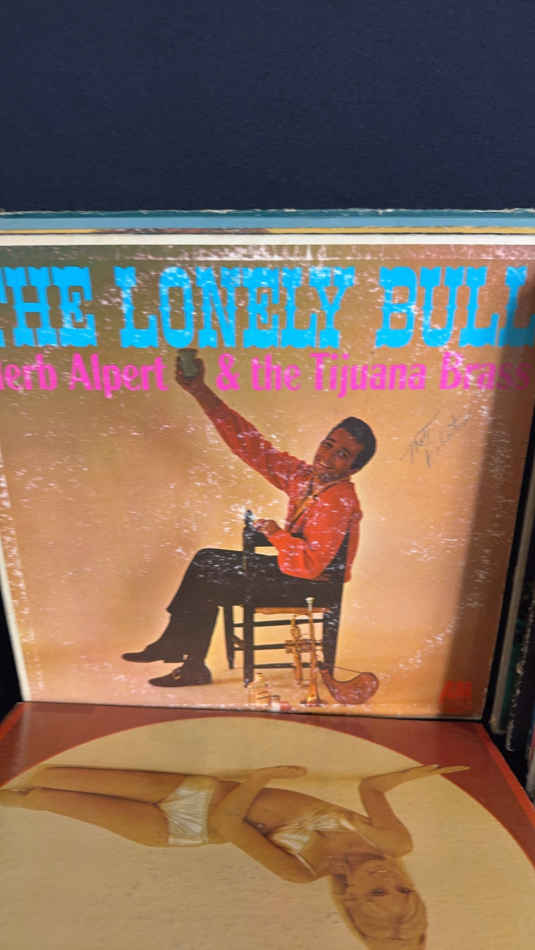 THE LONELY BULL
Herb Alpert & the Tijuana Brass